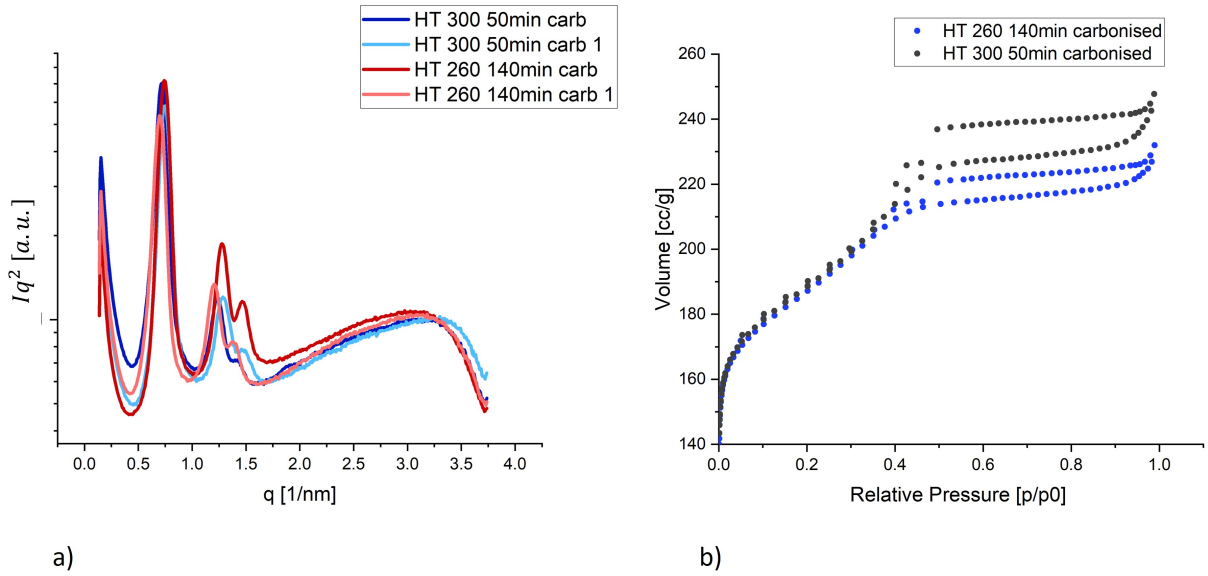 HT 300 50min carb
HT 300 50min carb 1
HT 260 140min carb
HT 260 140min carb 1
Iq² [a.u.]
0.0 0.5 1.0 1.5 2.0 2.5 3.0 3.5 4.0
q [1/nm]
a)
HT 260 140min carbonised
HT 300 50min carbonised
260
240
220
200
180
160
140
Volume [cc/g]
0.0 0.2 0.4 0.6 0.8 1.0
Relative Pressure [p/p0]
b)